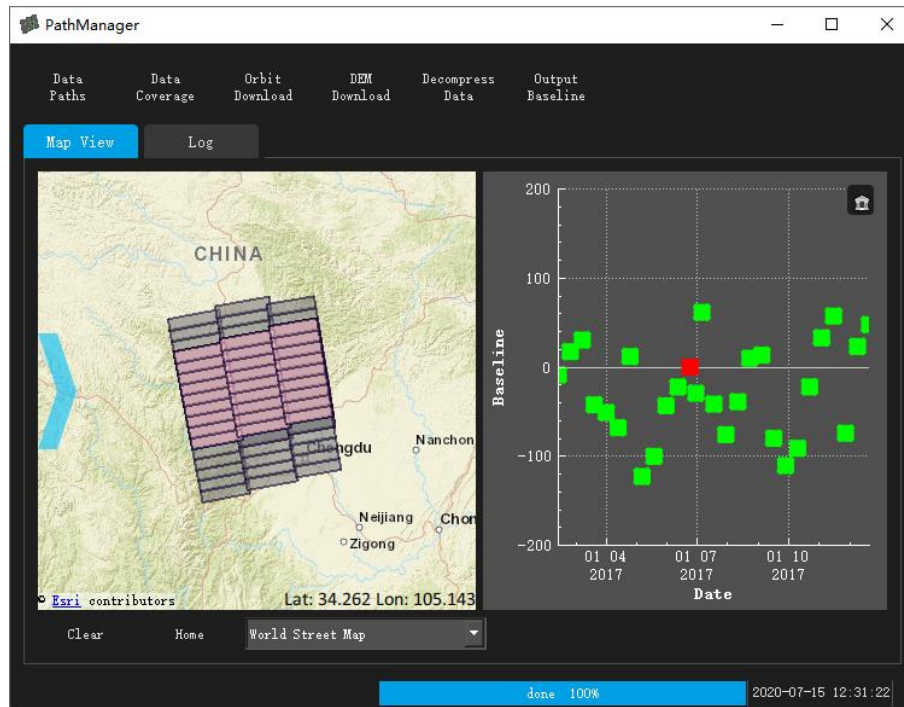 PathManager
Data Paths
Data Coverage
Orbit Download
DEM Download
Decompress Data
Output Baseline
Map View
Log
CHINA
Chengdu
Nanchon
Neijiang
Chon
Zigong
© Esri contributors
Lat: 34.262 Lon: 105.143
200
100
0
-100
-200
Baseline
01 04
2017
01 07
2017
01 10
2017
Date
Clear
Home
World Street Map
done 100%
2020-07-15 12:31:22